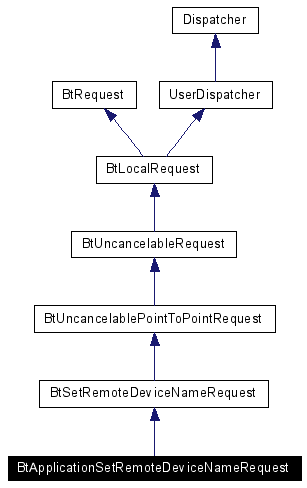 Dispatcher
BtRequest
UserDispatcher
BtLocalRequest
BtUncancelableRequest
BtUncancelablePointToPointRequest
BtSetRemoteDeviceNameRequest
BtApplicationSetRemoteDeviceNameRequest